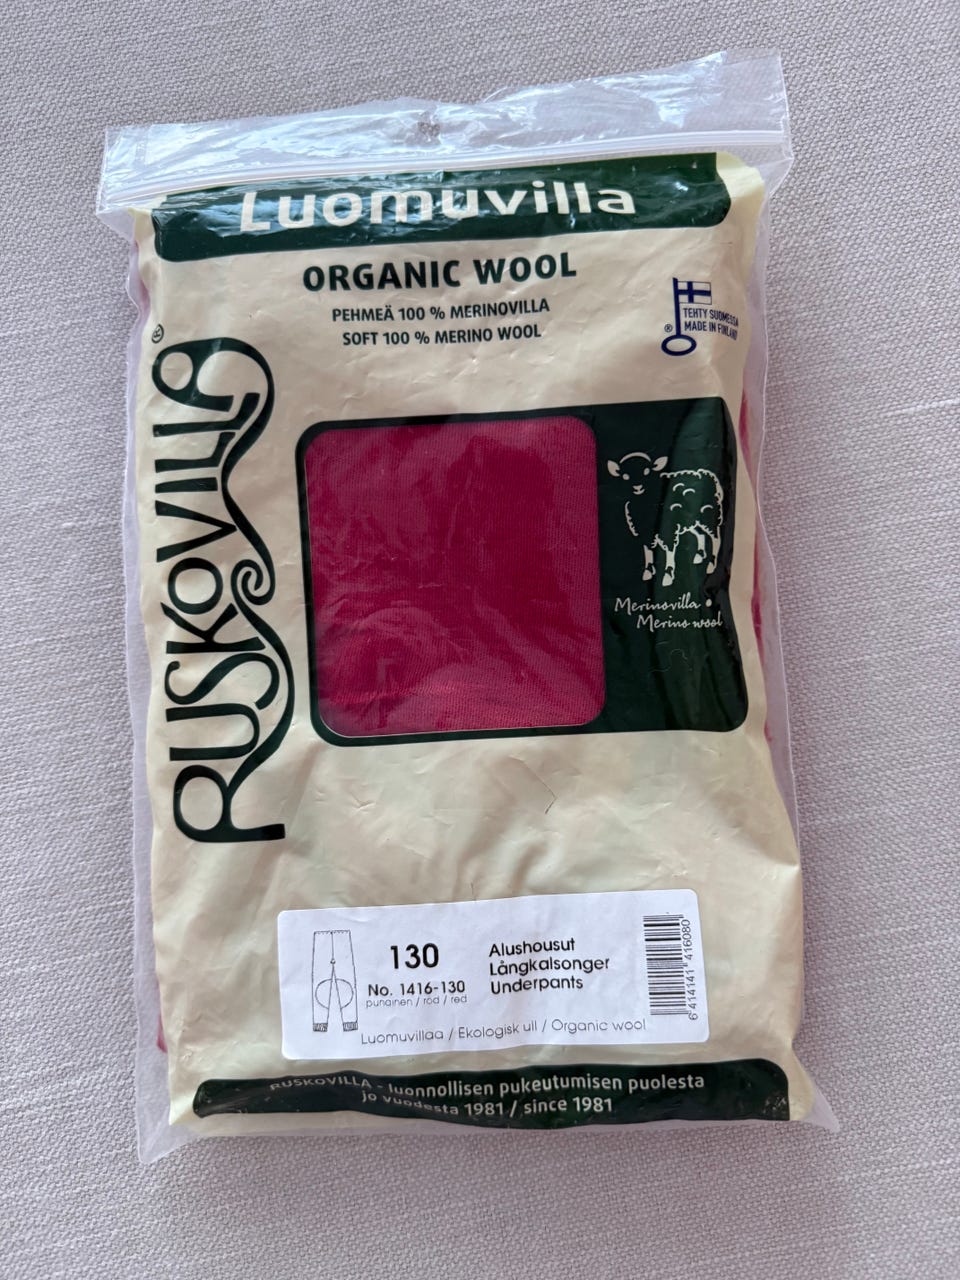 Luomuvilla
ORGANIC WOOL
PEHMEÄ 100 % MERINOVILLA
SOFT 100 % MERINO WOOL
® TEHTY SUOMESSA
MADE IN FINLAND
RUSKOVILLA®
Merinovilla
Merino wool
130
No. 1416-130
punainen / röd / red
Alushousut
Långkalsonger
Underpants
Luomuvillaa / Ekologisk ull / Organic wool
6 414141 416080
RUSKOVILLA - luonnollisen pukeutumisen puolesta
jo vuodesta 1981 / since 1981